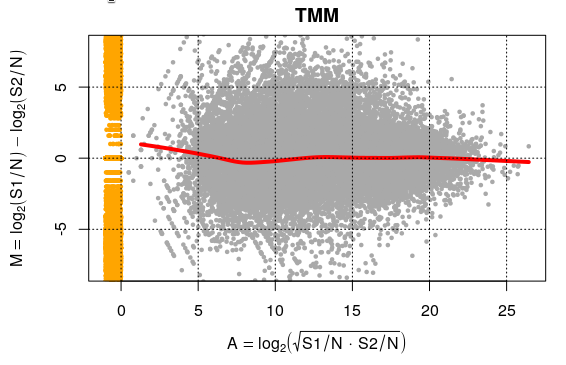 TMM
M = log₂(S1/N) − log₂(S2/N)
5
0
-5
0 5 10 15 20 25
A = log₂(√S1/N · S2/N)